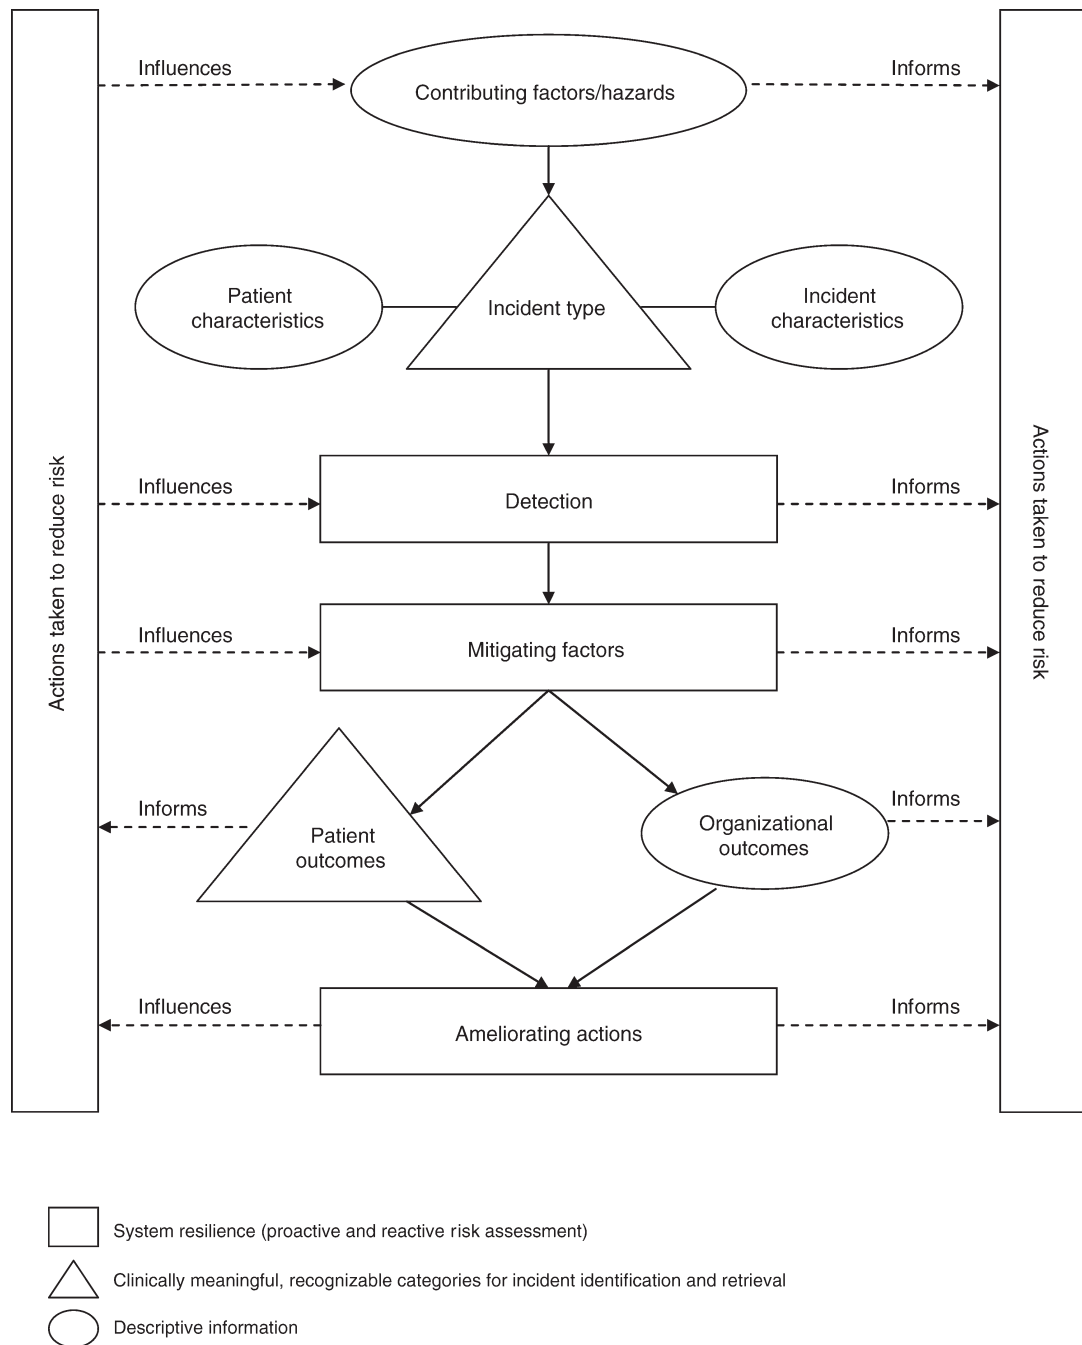 Influences
Informs
Contributing factors/hazards
Patient
characteristics
Incident type
Incident
characteristics
Actions taken to reduce risk
Actions taken to reduce risk
Influences
Informs
Detection
Influences
Informs
Mitigating factors
Informs
Informs
Patient
outcomes
Organizational
outcomes
Influences
Informs
Ameliorating actions
System resilience (proactive and reactive risk assessment)
Clinically meaningful, recognizable categories for incident identification and retrieval
Descriptive information